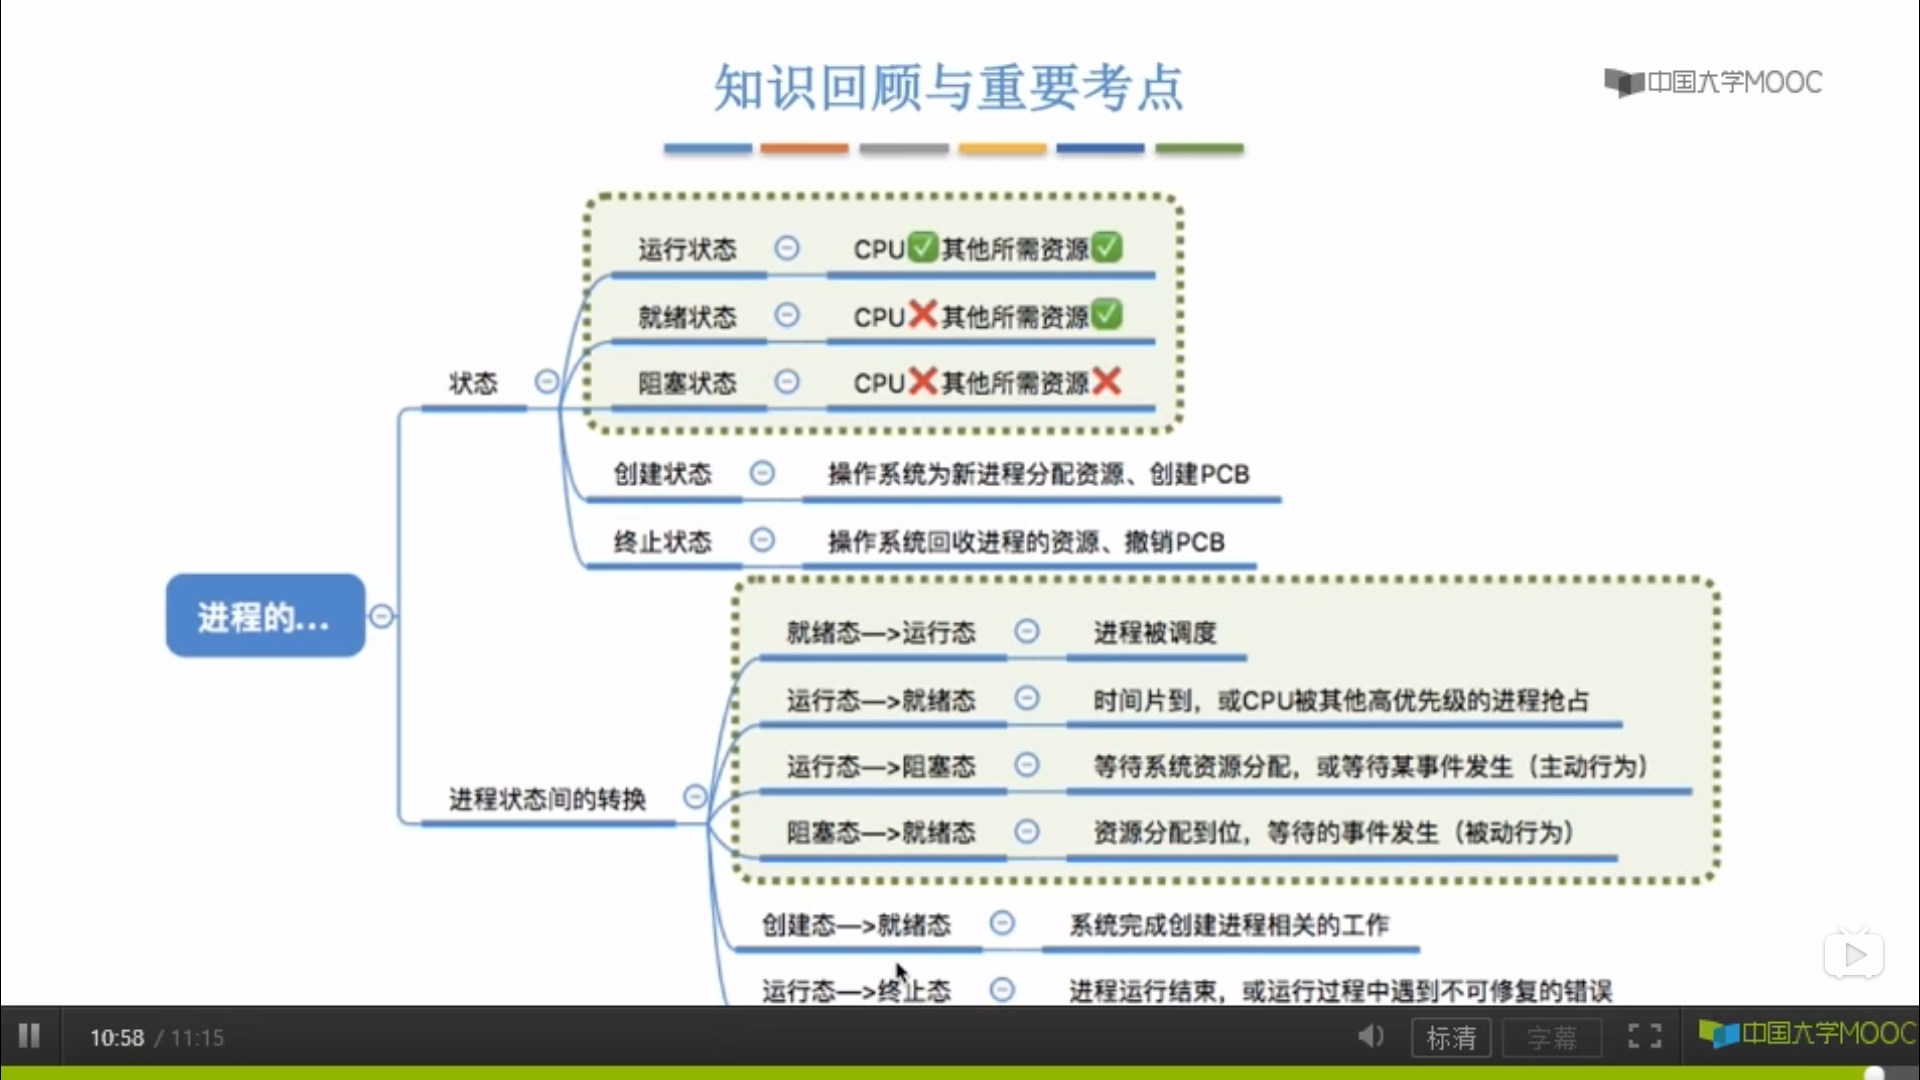 知识回顾与重要考点
中国大学MOOC
运行状态 CPU✅其他所需资源✅
就绪状态 CPU❌其他所需资源✅
状态
阻塞状态 CPU❌其他所需资源❌
创建状态 操作系统为新进程分配资源、创建PCB
终止状态 操作系统回收进程的资源、撤销PCB
进程的...
就绪态—>运行态 进程被调度
运行态—>就绪态 时间片到，或CPU被其他高优先级的进程抢占
运行态—>阻塞态 等待系统资源分配，或等待某事件发生（主动行为）
进程状态间的转换
阻塞态—>就绪态 资源分配到位，等待的事件发生（被动行为）
创建态—>就绪态 系统完成创建进程相关的工作
运行态—>终止态 进程运行结束，或运行过程中遇到不可修复的错误
10:58 / 11:15
标清
字幕
中国大学MOOC